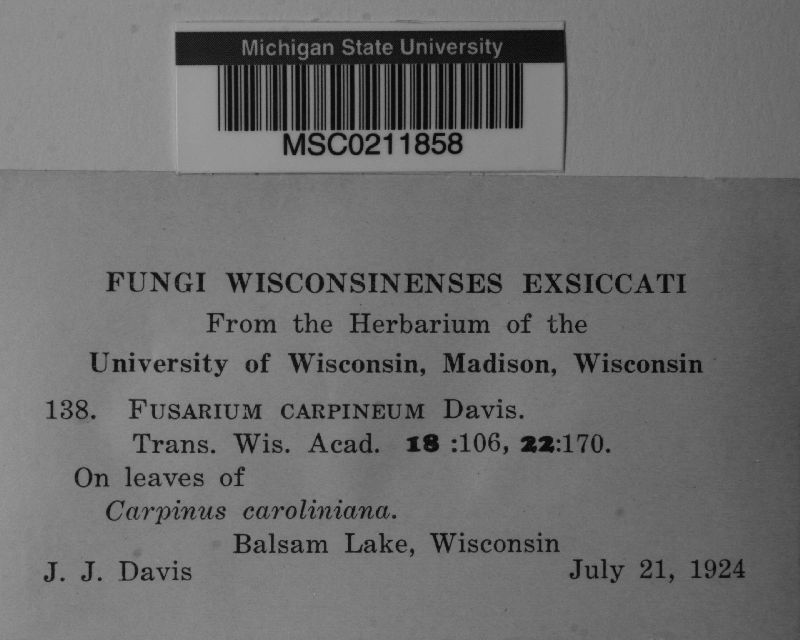 Michigan State University
MSC0211858
FUNGI WISCONSINENSES EXSICCATI
From the Herbarium of the
University of Wisconsin, Madison, Wisconsin
138. FUSARIUM CARPINEUM Davis.
Trans. Wis. Acad. 18 :106, 22:170.
On leaves of
Carpinus caroliniana.
Balsam Lake, Wisconsin
J. J. Davis July 21, 1924